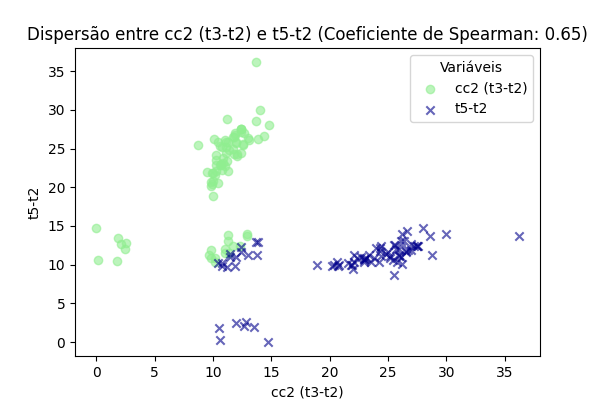 Dispersão entre cc2 (t3-t2) e t5-t2 (Coeficiente de Spearman: 0.65)
Variáveis
cc2 (t3-t2)
t5-t2
35
30
25
20
15
10
5
0
t5-t2
0 5 10 15 20 25 30 35
cc2 (t3-t2)